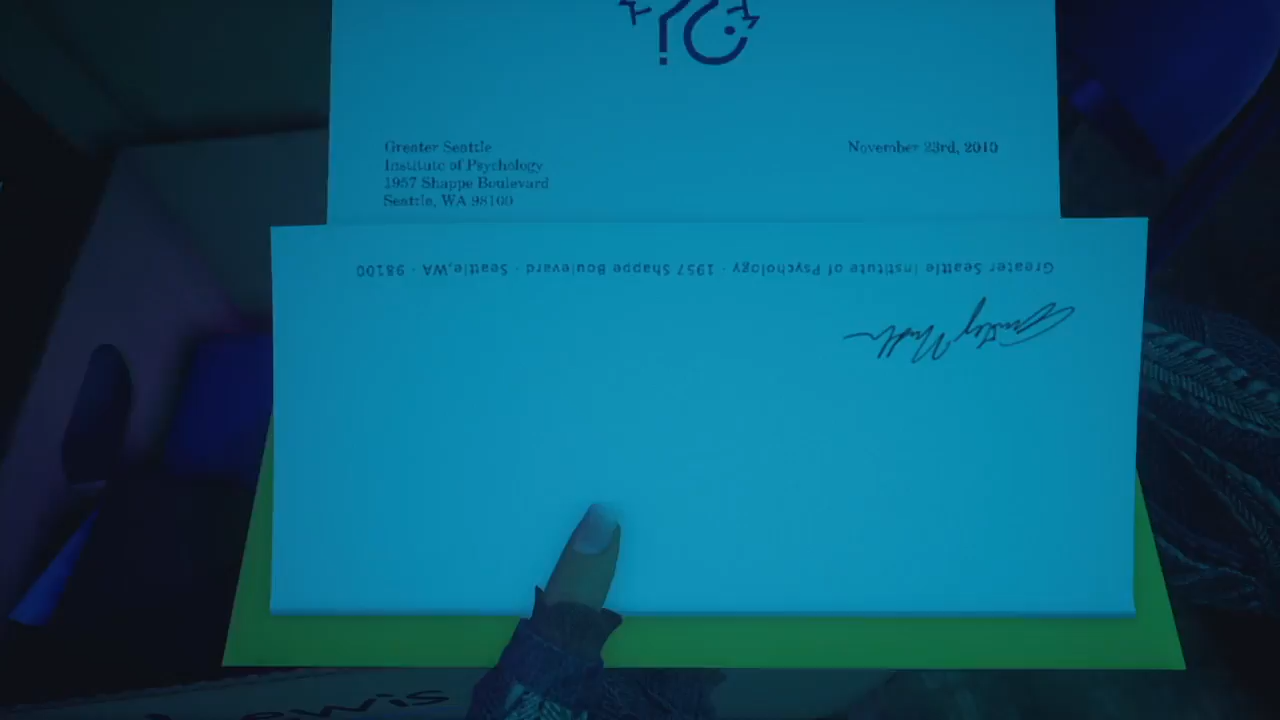 Greater Seattle
Institute of Psychology
1957 Shappe Boulevard
Seattle, WA 98100
November 23rd, 2010
Greater Seattle Institute of Psychology · 1957 Shappe Boulevard · Seattle,WA · 98100
Lewis